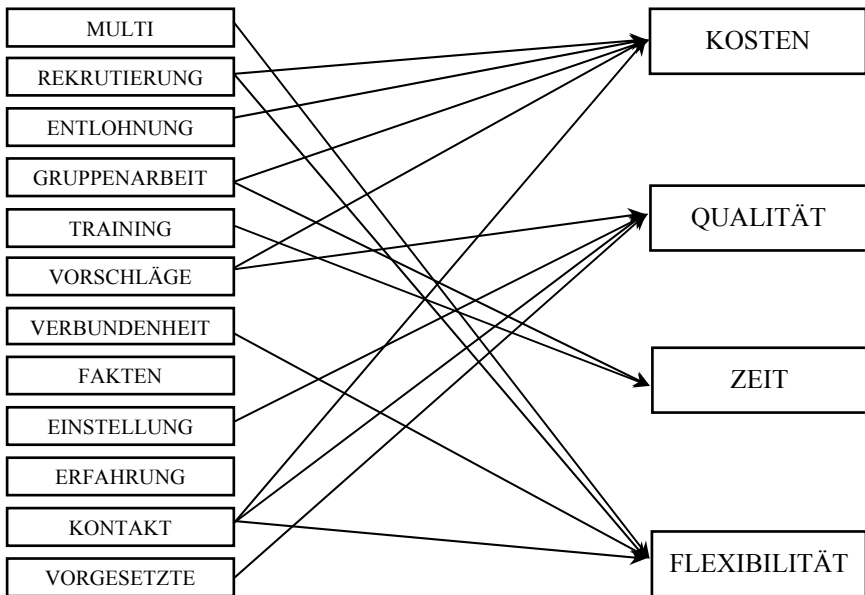 MULTI
REKRUTIERUNG
ENTLOHNUNG
GRUPPENARBEIT
TRAINING
VORSCHLÄGE
VERBUNDENHEIT
FAKTEN
EINSTELLUNG
ERFAHRUNG
KONTAKT
VORGESETZTE
KOSTEN
QUALITÄT
ZEIT
FLEXIBILITÄT